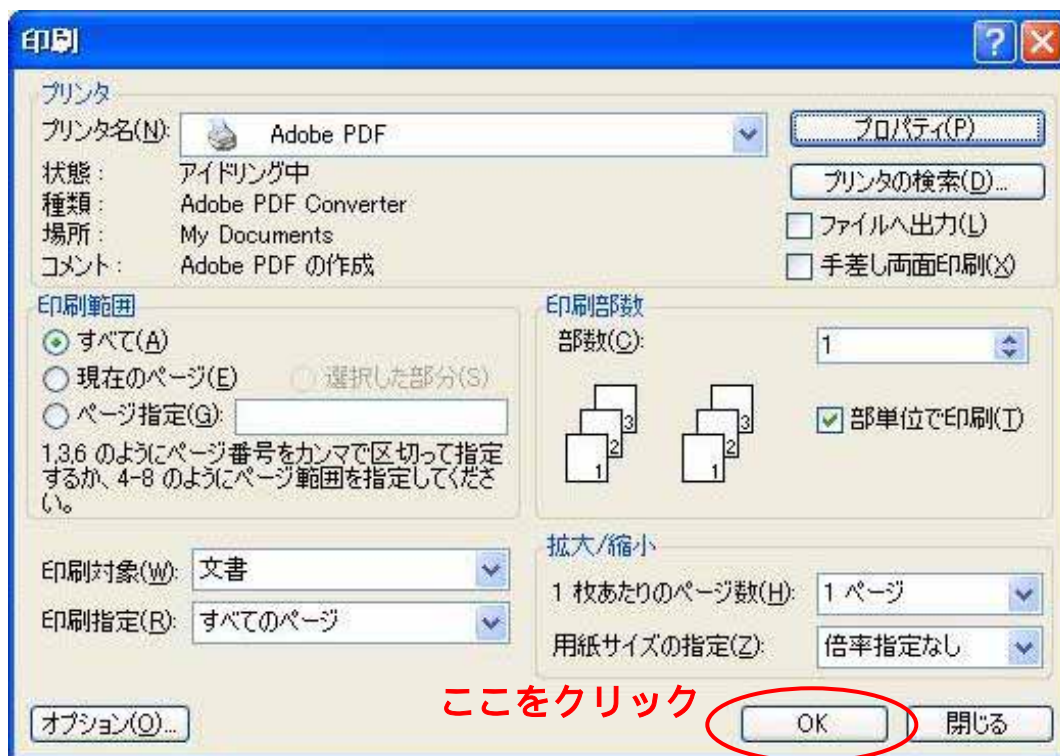 印刷
プリンタ
プリンタ名(N): Adobe PDF プロパティ(P)
状態: アイドリング中 プリンタの検索(D)...
種類: Adobe PDF Converter
場所: My Documents ファイルへ出力(L)
コメント: Adobe PDF の作成 手差し両面印刷(X)
印刷範囲
すべて(A)
現在のページ(E) 選択した部分(S)
ページ指定(G):
1,3,6 のようにページ番号をカンマで区切って指定
するか、4-8 のようにページ範囲を指定してくださ
い。
印刷部数
部数(C): 1
3 3
2 2
1 1
部単位で印刷(T)
印刷対象(W): 文書
印刷指定(R): すべてのページ
拡大/縮小
1 枚あたりのページ数(H): 1 ページ
用紙サイズの指定(Z): 倍率指定なし
ここをクリック
オプション(O)... OK 閉じる